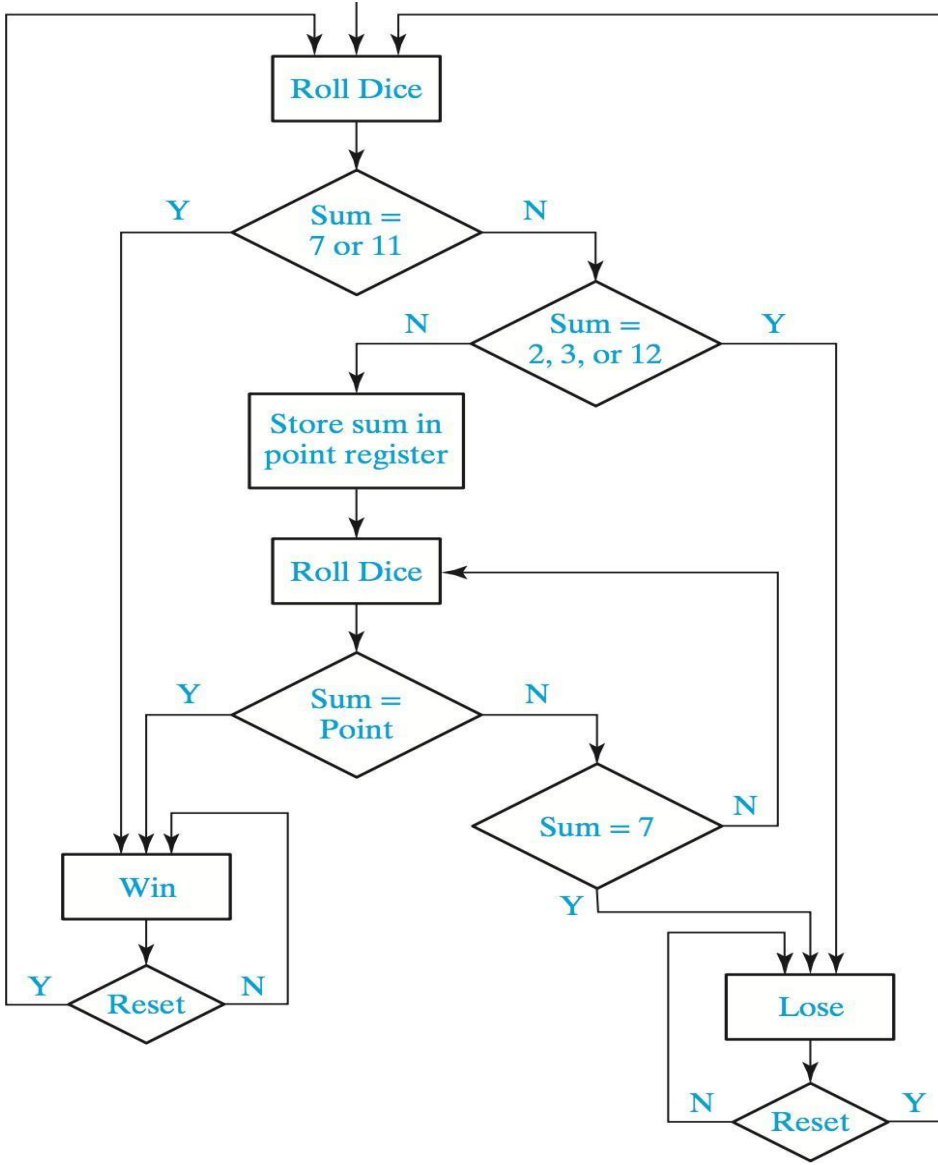 Roll Dice
Y
Sum =
7 or 11
N
N
Sum =
2, 3, or 12
Y
Store sum in
point register
Roll Dice
Y
Sum =
Point
N
Sum = 7
N
Y
Win
Y
Reset
N
Lose
N
Reset
Y